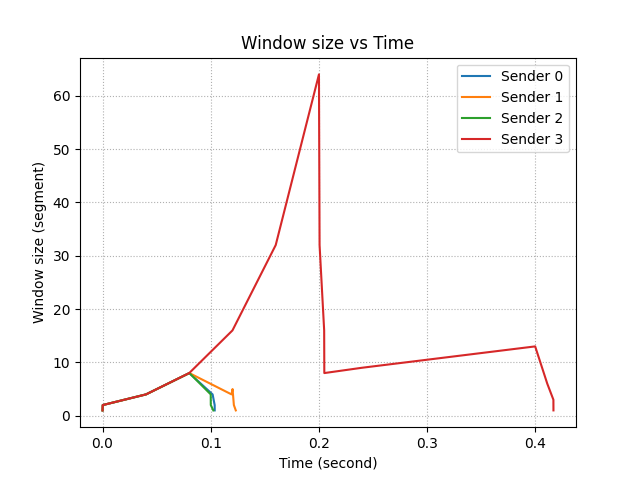 Window size vs Time
Sender 0
Sender 1
Sender 2
Sender 3
Window size (segment)
60
50
40
30
20
10
0
0.0 0.1 0.2 0.3 0.4
Time (second)